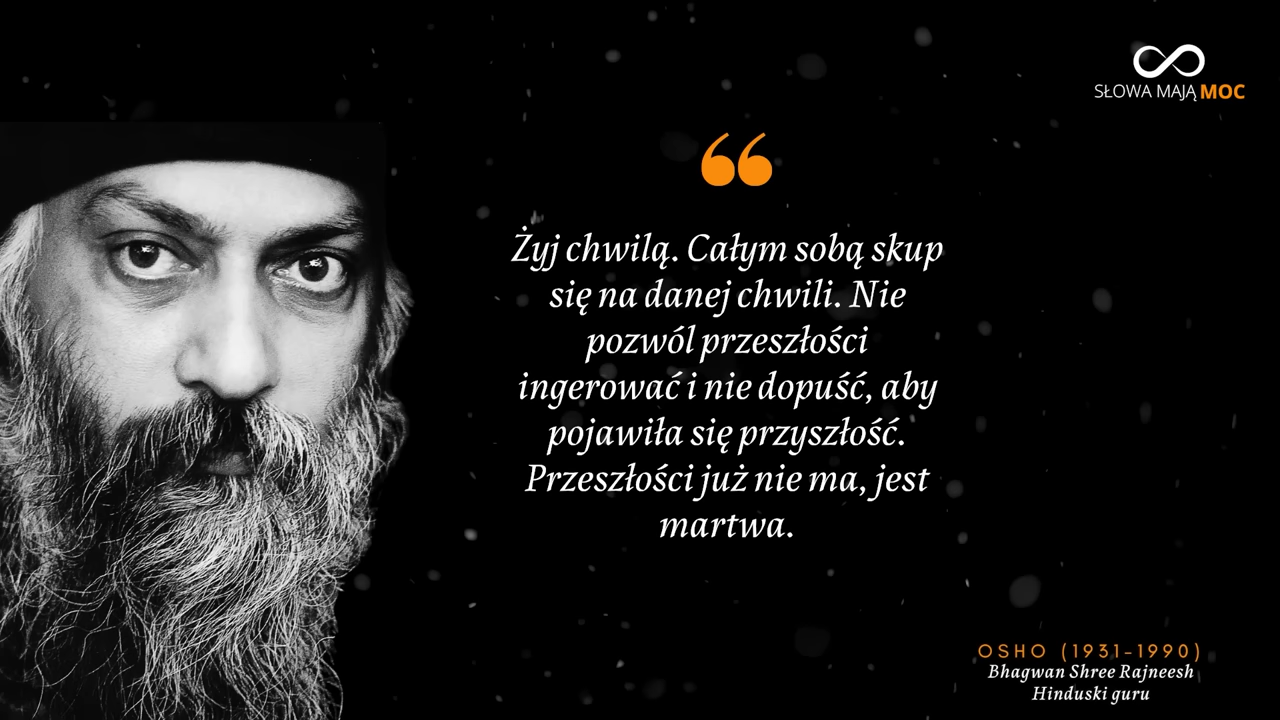 SŁOWA MAJĄ MOC
Żyj chwilą. Całym sobą skup
się na danej chwili. Nie
pozwól przeszłości
ingerować i nie dopuść, aby
pojawiła się przyszłość.
Przeszłości już nie ma, jest
martwa.
OSHO (1931-1990)
Bhagwan Shree Rajneesh
Hinduski guru